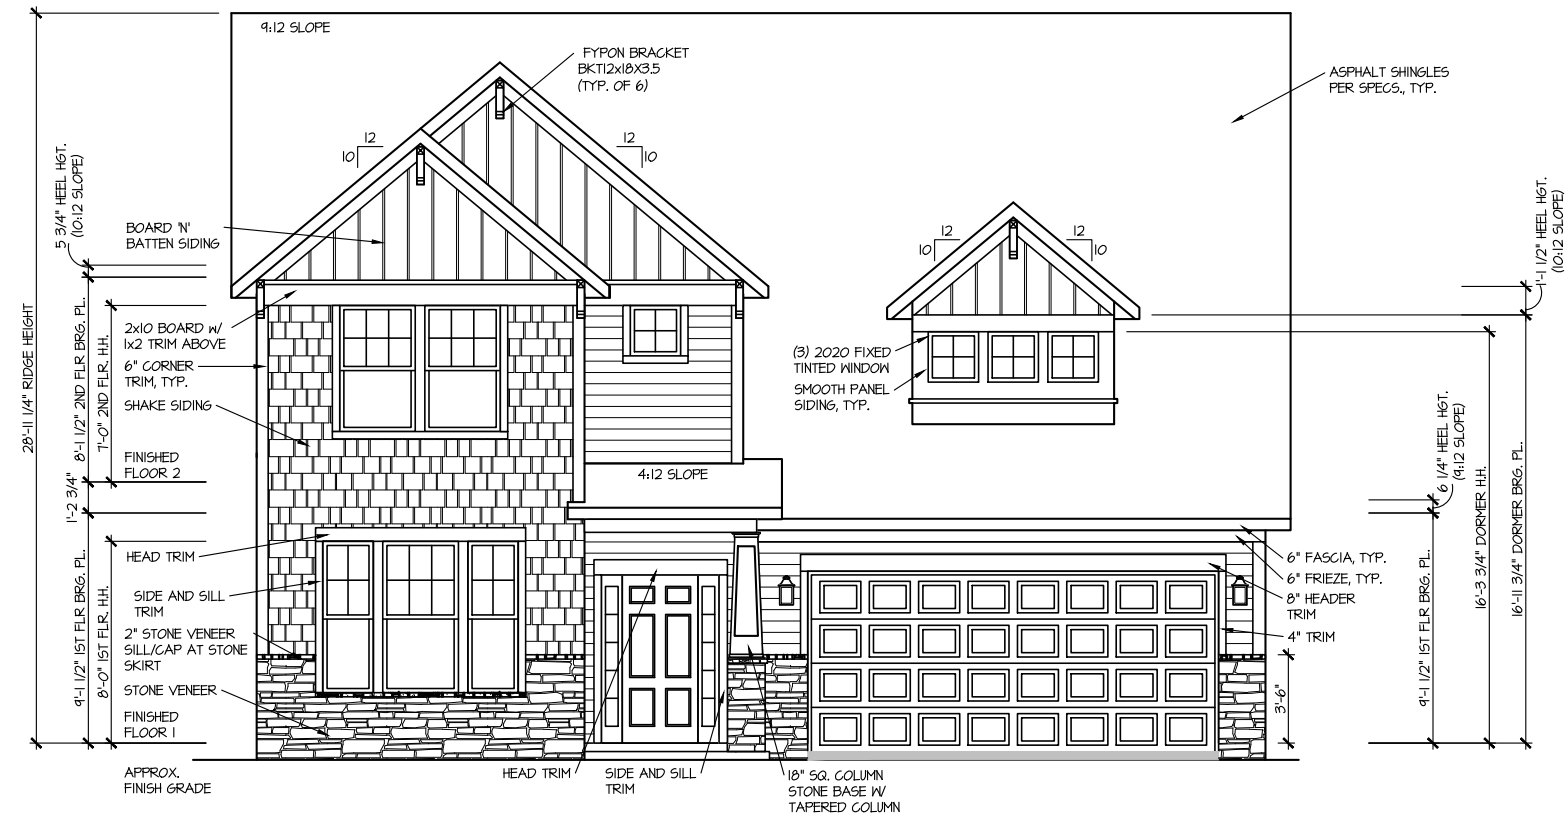 9:12 SLOPE
FYPON BRACKET
BKT12x18X3.5
(TYP. OF 6)
ASPHALT SHINGLES
PER SPECS., TYP.
12
10
12
10
5 3/4" HEEL HGT.
(10:12 SLOPE)
BOARD 'N'
BATTEN SIDING
12
10
12
10
1'-1 1/2" HEEL HGT.
(10:12 SLOPE)
28'-11 1/4" RIDGE HEIGHT
8'-1 1/2" 2ND FLR BRG. PL.
7'-0" 2ND FLR. H.H.
2x10 BOARD W/
1x2 TRIM ABOVE
6" CORNER
TRIM, TYP.
SHAKE SIDING
(3) 2020 FIXED
TINTED WINDOW
SMOOTH PANEL
SIDING, TYP.
FINISHED
FLOOR 2
4:12 SLOPE
1'-2 3/4"
6 1/4" HEEL HGT.
(9:12 SLOPE)
16'-3 3/4" DORMER H.H.
16'-11 3/4" DORMER BRG. PL.
HEAD TRIM
6" FASCIA, TYP.
6" FRIEZE, TYP.
8" HEADER
TRIM
4" TRIM
9'-1 1/2" 1ST FLR BRG. PL.
8'-0" 1ST FLR. H.H.
SIDE AND SILL
TRIM
2" STONE VENEER
SILL/CAP AT STONE
SKIRT
STONE VENEER
9'-1 1/2" 1ST FLR BRG. PL.
3'-6"
FINISHED
FLOOR 1
APPROX.
FINISH GRADE
HEAD TRIM
SIDE AND SILL
TRIM
18" SQ. COLUMN
STONE BASE W/
TAPERED COLUMN